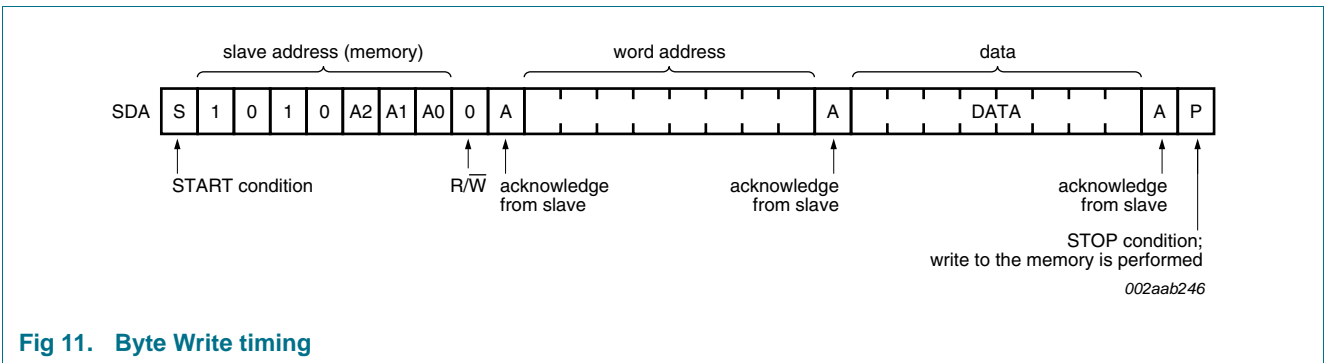 slave address (memory) word address data
SDA S 1 0 1 0 A2 A1 A0 0 A A DATA A P
START condition R/W̅ acknowledge from slave acknowledge from slave acknowledge from slave
STOP condition;
write to the memory is performed
002aab246
Fig 11. Byte Write timing